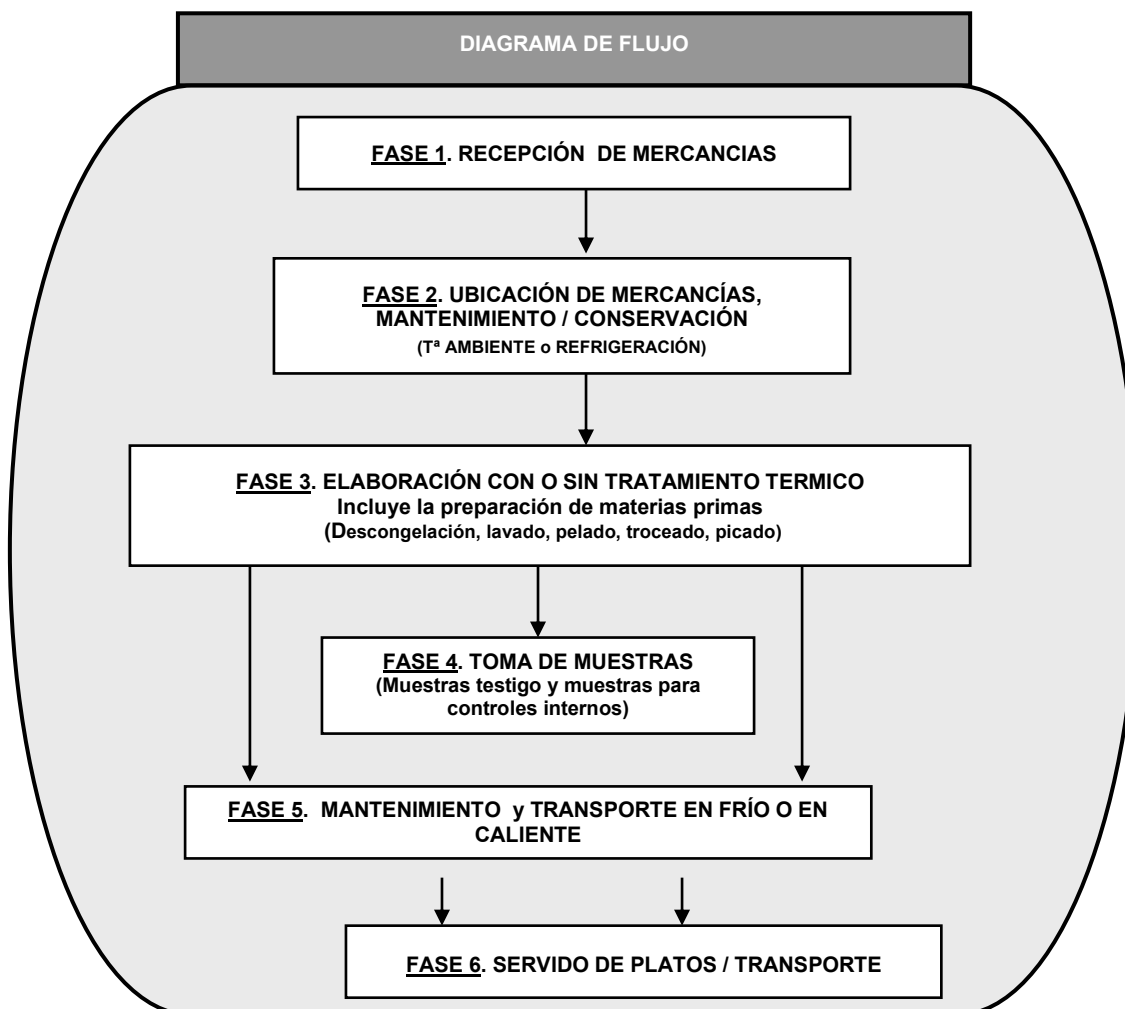 DIAGRAMA DE FLUJO
FASE 1. RECEPCIÓN DE MERCANCIAS
FASE 2. UBICACIÓN DE MERCANCÍAS,
MANTENIMIENTO / CONSERVACIÓN
(Tª AMBIENTE o REFRIGERACIÓN)
FASE 3. ELABORACIÓN CON O SIN TRATAMIENTO TERMICO
Incluye la preparación de materias primas
(Descongelación, lavado, pelado, troceado, picado)
FASE 4. TOMA DE MUESTRAS
(Muestras testigo y muestras para
controles internos)
FASE 5. MANTENIMIENTO y TRANSPORTE EN FRÍO O EN
CALIENTE
FASE 6. SERVIDO DE PLATOS / TRANSPORTE